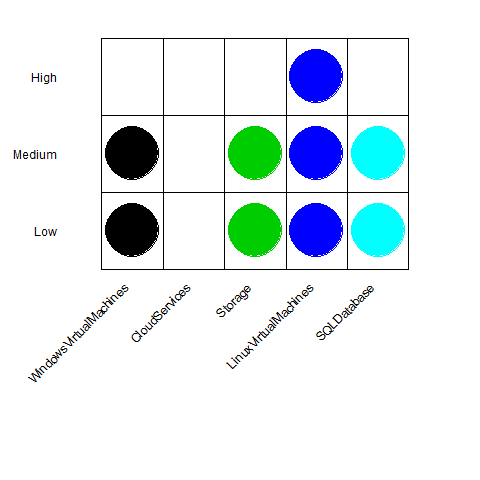 High
Medium
Low
WindowsVirtualMachines
CloudServices
Storage
LinuxVirtualMachines
SQLDatabase